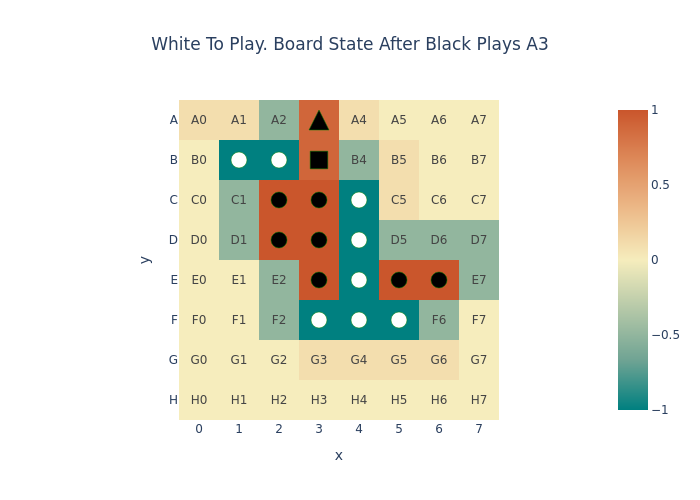 White To Play. Board State After Black Plays A3
A A0 A1 A2 A4 A5 A6 A7
B B0 B4 B5 B6 B7
C C0 C1 C5 C6 C7
D D0 D1 D5 D6 D7
E E0 E1 E2 E7
F F0 F1 F2 F6 F7
G G0 G1 G2 G3 G4 G5 G6 G7
H H0 H1 H2 H3 H4 H5 H6 H7
0 1 2 3 4 5 6 7
x
y
1
0.5
0
−0.5
−1